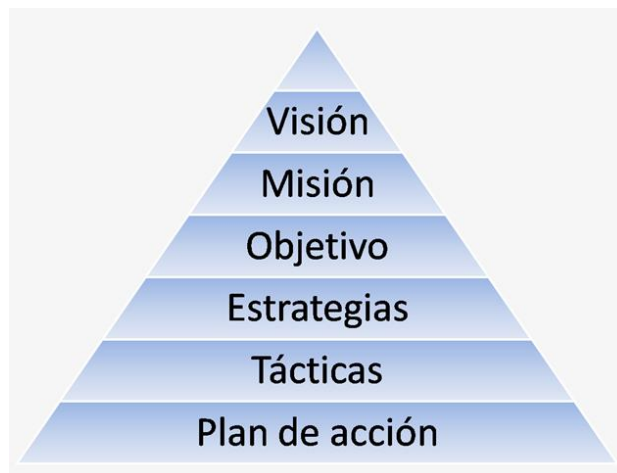 Visión
Misión
Objetivo
Estrategias
Tácticas
Plan de acción